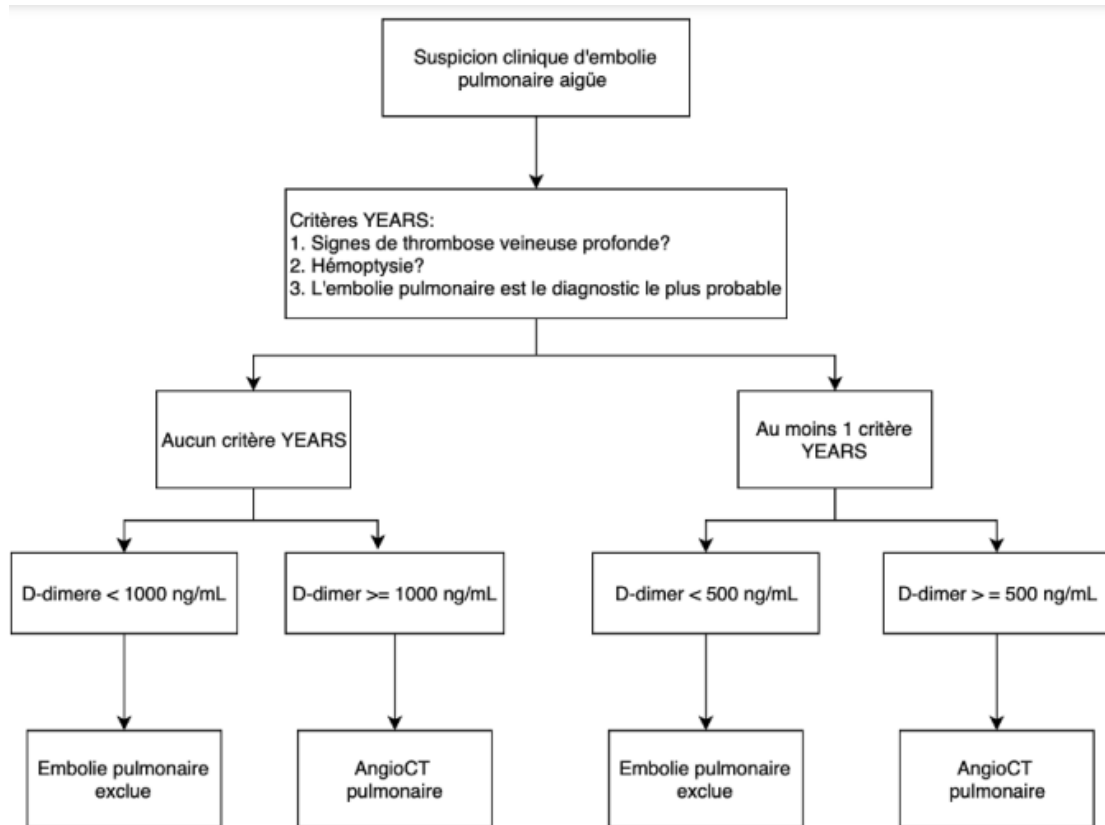 Suspicion clinique d'embolie
pulmonaire aigüe
Critères YEARS:
1. Signes de thrombose veineuse profonde?
2. Hémoptysie?
3. L'embolie pulmonaire est le diagnostic le plus probable
Aucun critère YEARS
Au moins 1 critère
YEARS
D-dimere < 1000 ng/mL
D-dimer >= 1000 ng/mL
D-dimer < 500 ng/mL
D-dimer > = 500 ng/mL
Embolie pulmonaire
exclue
AngioCT
pulmonaire
Embolie pulmonaire
exclue
AngioCT
pulmonaire